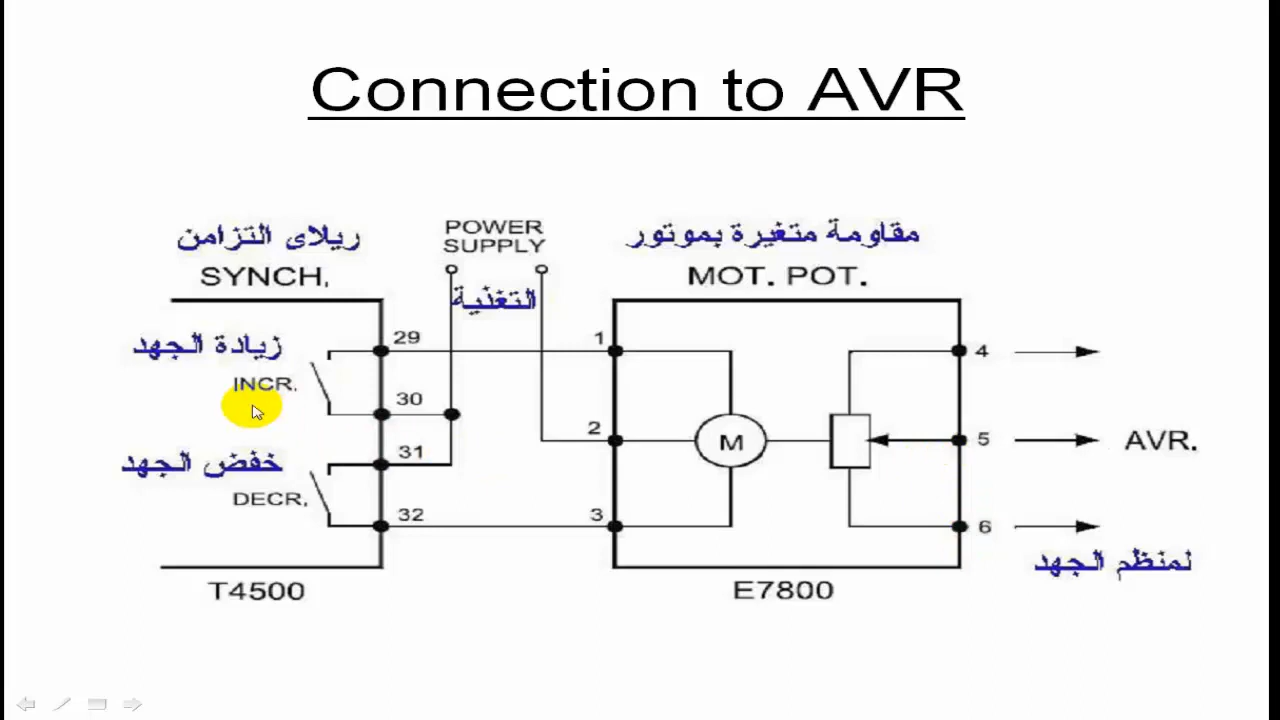 Connection to AVR
ريلاى التزامن
POWER
SUPPLY
مقاومة متغيرة بموتور
SYNCH.
التغذية
MOT. POT.
29
1
4
زيادة الجهد
INCR.
30
2
M
5
AVR.
خفض الجهد
31
DECR.
32
3
6
لمنظم الجهد
T4500
E7800